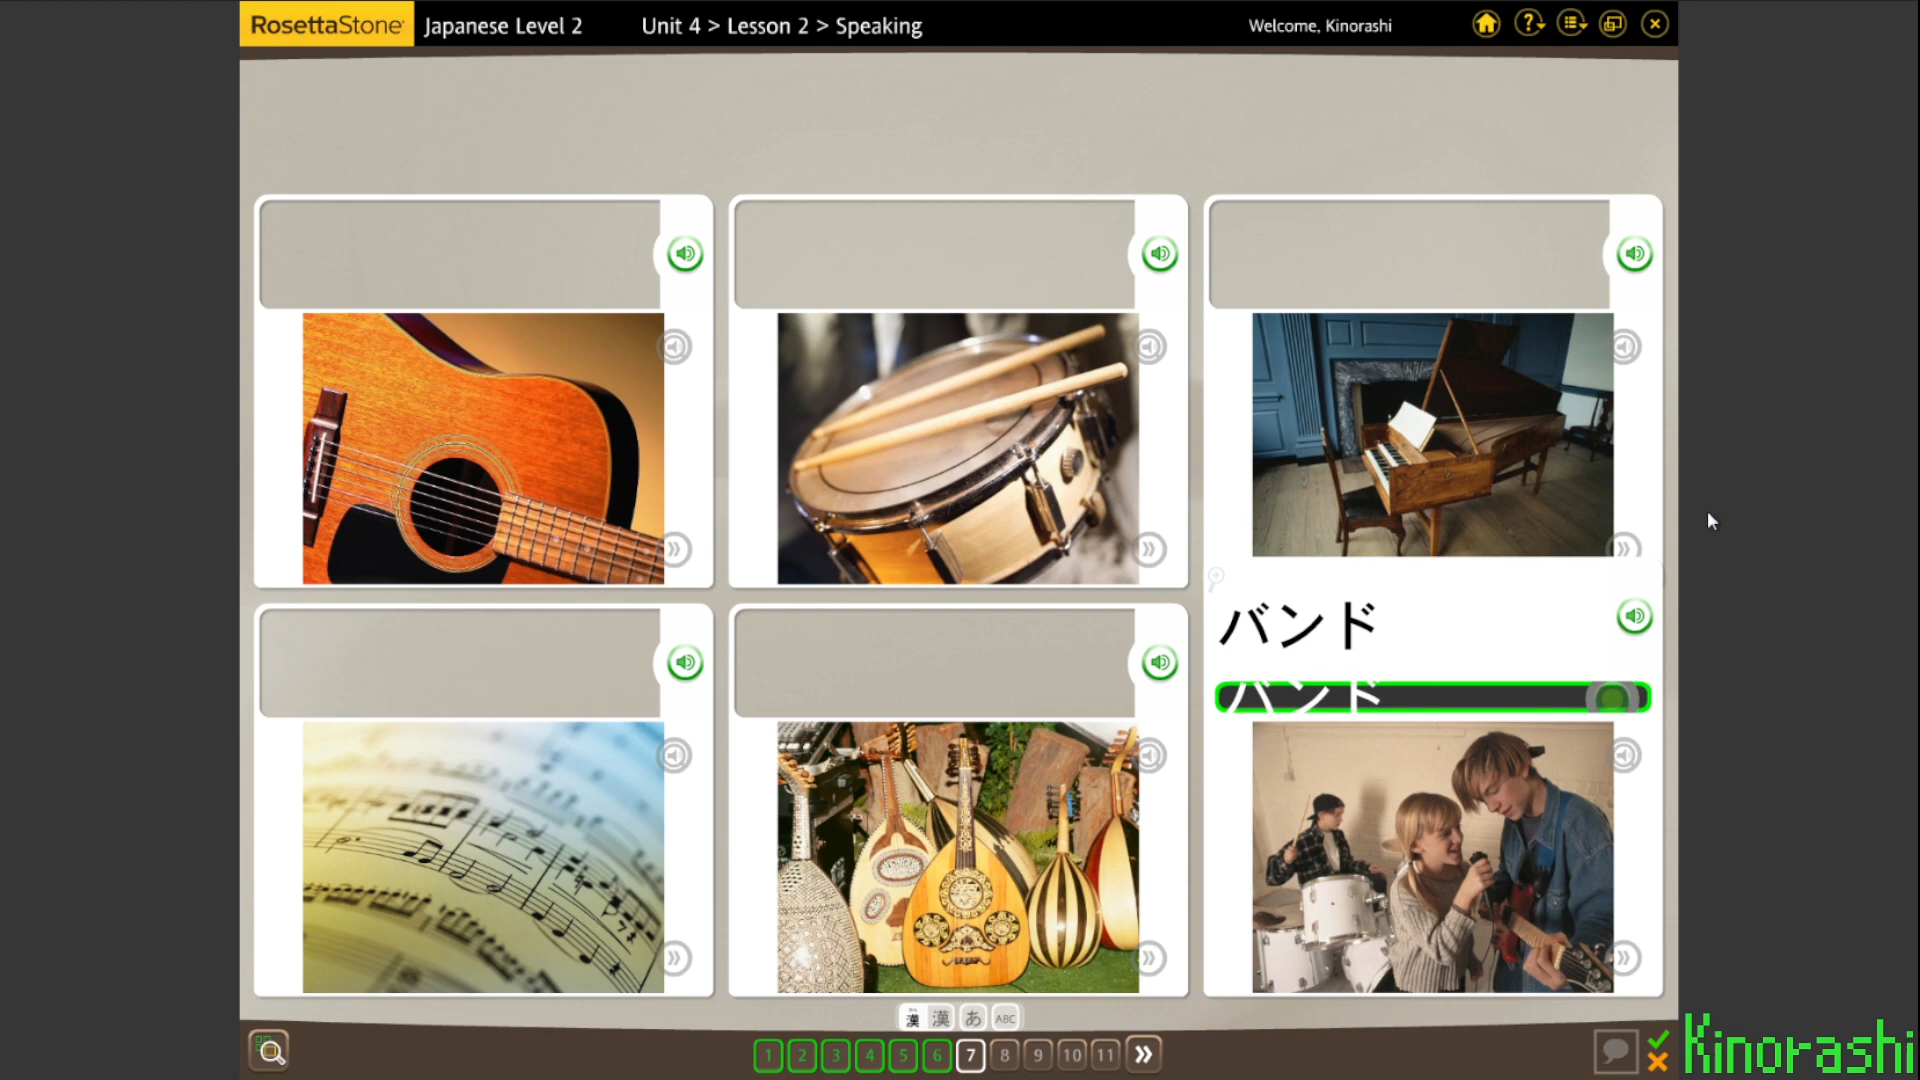 RosettaStone
Japanese Level 2
Unit 4 > Lesson 2 > Speaking
Welcome, Kinorashi
バンド
バンド
漢 漢 あ ABC
1 2 3 4 5 6 7 8 9 10 11
Kinorashi